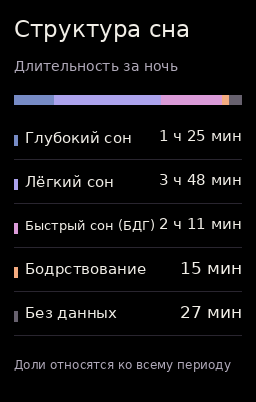 Структура сна
Длительность за ночь
Глубокий сон 1 ч 25 мин
Лёгкий сон 3 ч 48 мин
Быстрый сон (БДГ) 2 ч 11 мин
Бодрствование 15 мин
Без данных 27 мин
Доли относятся ко всему периоду